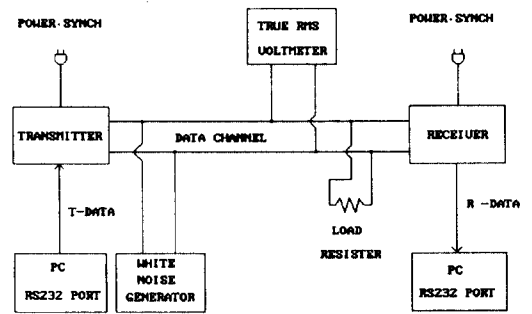 POWER-SYNCH
TRUE RMS
VOLTMETER
POWER-SYNCH
TRANSMITTER
DATA CHANNEL
RECEIVER
T-DATA
R -DATA
LOAD
RESISTER
PC
RS232 PORT
WHITE
NOISE
GENERATOR
PC
RS232 PORT